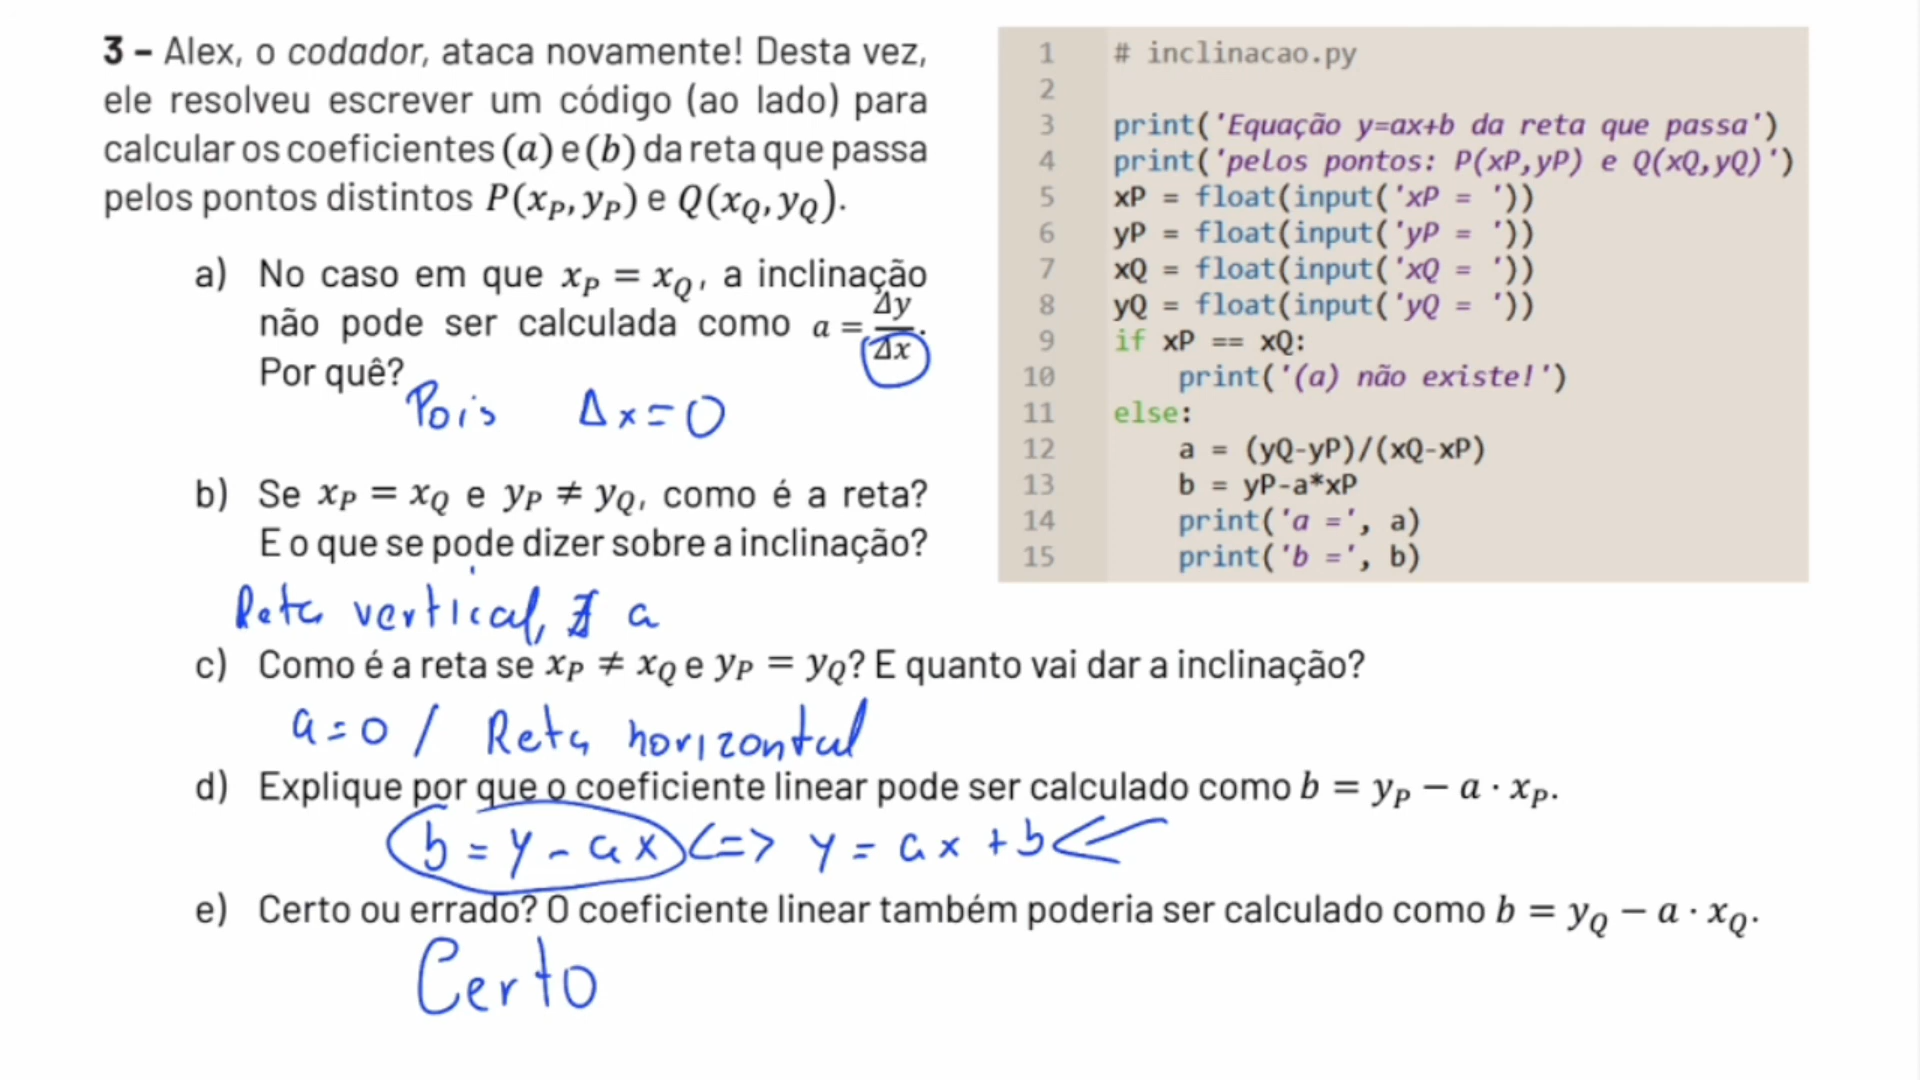 3 – Alex, o codador, ataca novamente! Desta vez,
ele resolveu escrever um código (ao lado) para
calcular os coeficientes (a) e (b) da reta que passa
pelos pontos distintos P(xP, yP) e Q(xQ, yQ).
a) No caso em que xP = xQ, a inclinação
não pode ser calculada como a = Δy/Δx.
Por quê?
Pois Δx=0
b) Se xP = xQ e yP ≠ yQ, como é a reta?
E o que se pode dizer sobre a inclinação?
Reta vertical, ∄ a
c) Como é a reta se xP ≠ xQ e yP = yQ? E quanto vai dar a inclinação?
a=0 / Reta horizontal
d) Explique por que o coeficiente linear pode ser calculado como b = yP − a · xP.
b = y - ax <=> y = ax + b <=
e) Certo ou errado? O coeficiente linear também poderia ser calculado como b = yQ − a · xQ.
Certo
1 # inclinacao.py
2
3 print('Equação y=ax+b da reta que passa')
4 print('pelos pontos: P(xP,yP) e Q(xQ,yQ)')
5 xP = float(input('xP = '))
6 yP = float(input('yP = '))
7 xQ = float(input('xQ = '))
8 yQ = float(input('yQ = '))
9 if xP == xQ:
10     print('(a) não existe!')
11 else:
12     a = (yQ-yP)/(xQ-xP)
13     b = yP-a*xP
14     print('a =', a)
15     print('b =', b)